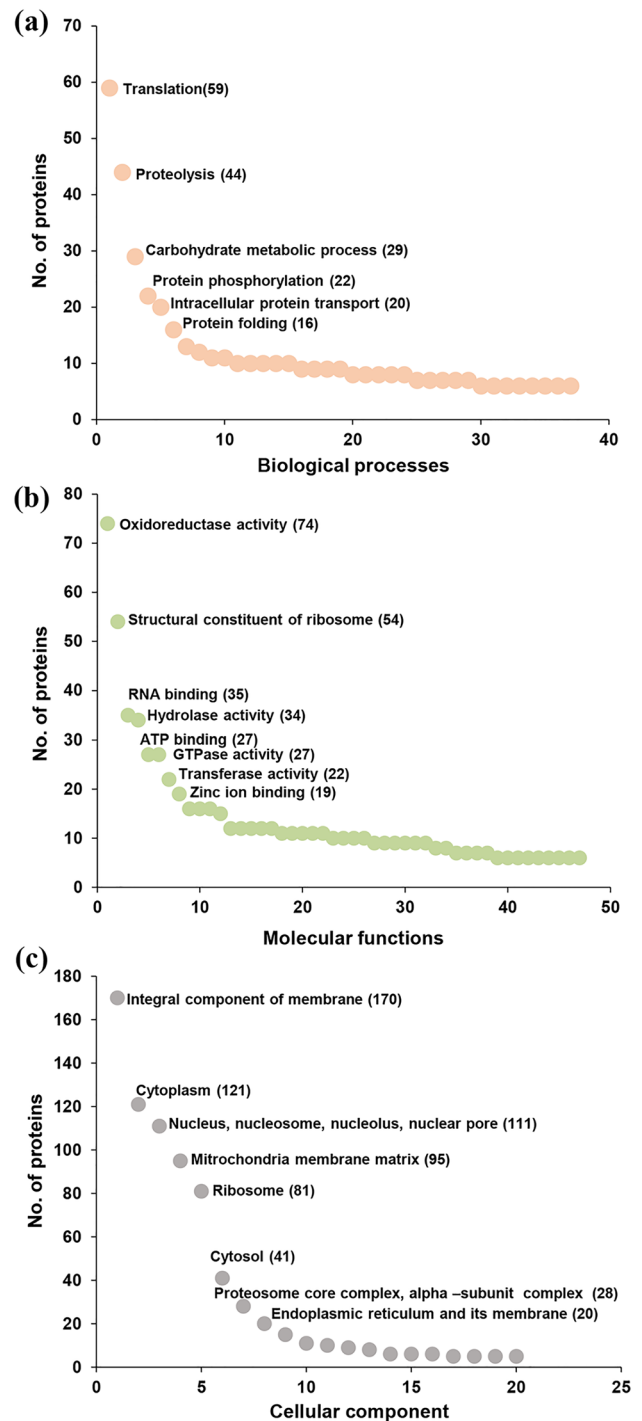 (a)
70
60
50
40
30
20
10
0
No. of proteins
Translation(59)
Proteolysis (44)
Carbohydrate metabolic process (29)
Protein phosphorylation (22)
Intracellular protein transport (20)
Protein folding (16)
0 10 20 30 40
Biological processes
(b)
80
70
60
50
40
30
20
10
0
No. of proteins
Oxidoreductase activity (74)
Structural constituent of ribosome (54)
RNA binding (35)
Hydrolase activity (34)
ATP binding (27)
GTPase activity (27)
Transferase activity (22)
Zinc ion binding (19)
0 10 20 30 40 50
Molecular functions
(c)
180
160
140
120
100
80
60
40
20
0
No. of proteins
Integral component of membrane (170)
Cytoplasm (121)
Nucleus, nucleosome, nucleolus, nuclear pore (111)
Mitrochondria membrane matrix (95)
Ribosome (81)
Cytosol (41)
Proteosome core complex, alpha –subunit complex (28)
Endoplasmic reticulum and its membrane (20)
0 5 10 15 20 25
Cellular component